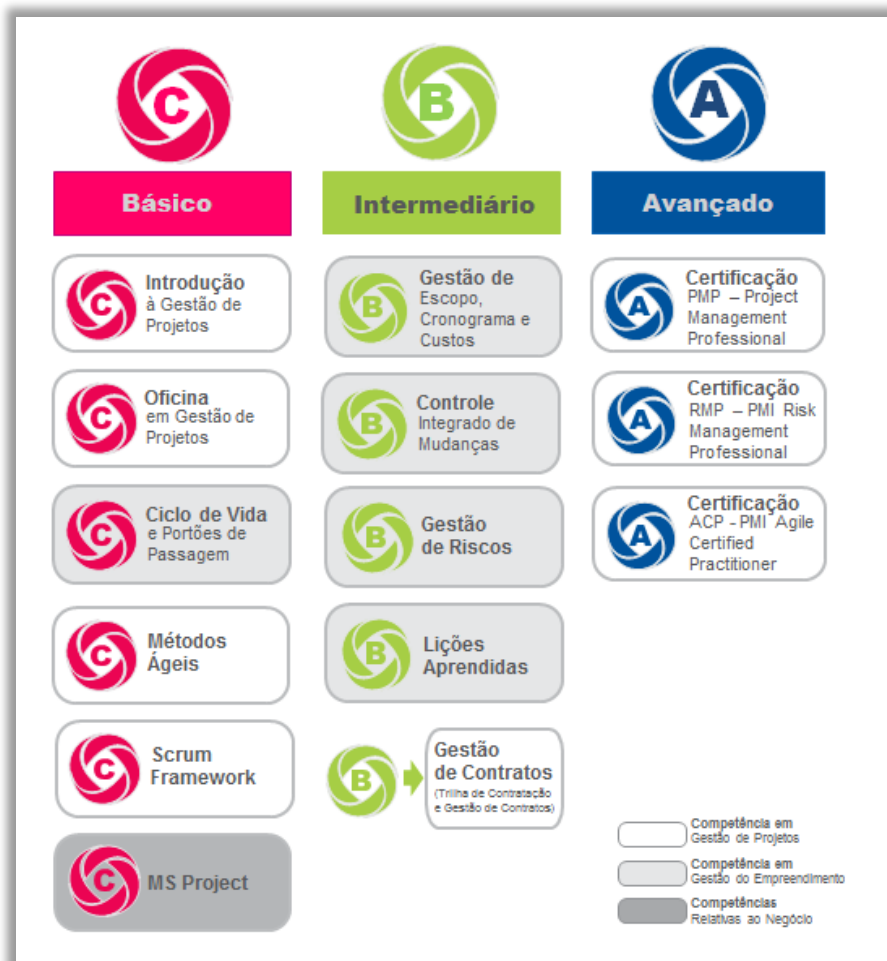 C
Básico
C
Introdução
à Gestão de
Projetos
C
Oficina
em Gestão de
Projetos
C
Ciclo de Vida
e Portões de
Passagem
C
Métodos
Ágeis
C
Scrum
Framework
C
MS Project
B
Intermediário
B
Gestão de
Escopo,
Cronograma e
Custos
B
Controle
Integrado de
Mudanças
B
Gestão
de Riscos
B
Lições
Aprendidas
B
Gestão
de Contratos
(Trilha de Contratação
e Gestão de Contratos)
A
Avançado
A
Certificação
PMP – Project
Management
Professional
A
Certificação
RMP – PMI Risk
Management
Professional
A
Certificação
ACP - PMI Agile
Certified
Practitioner
Competência em
Gestão de Projetos
Competência em
Gestão do Empreendimento
Competências
Relativas ao Negócio